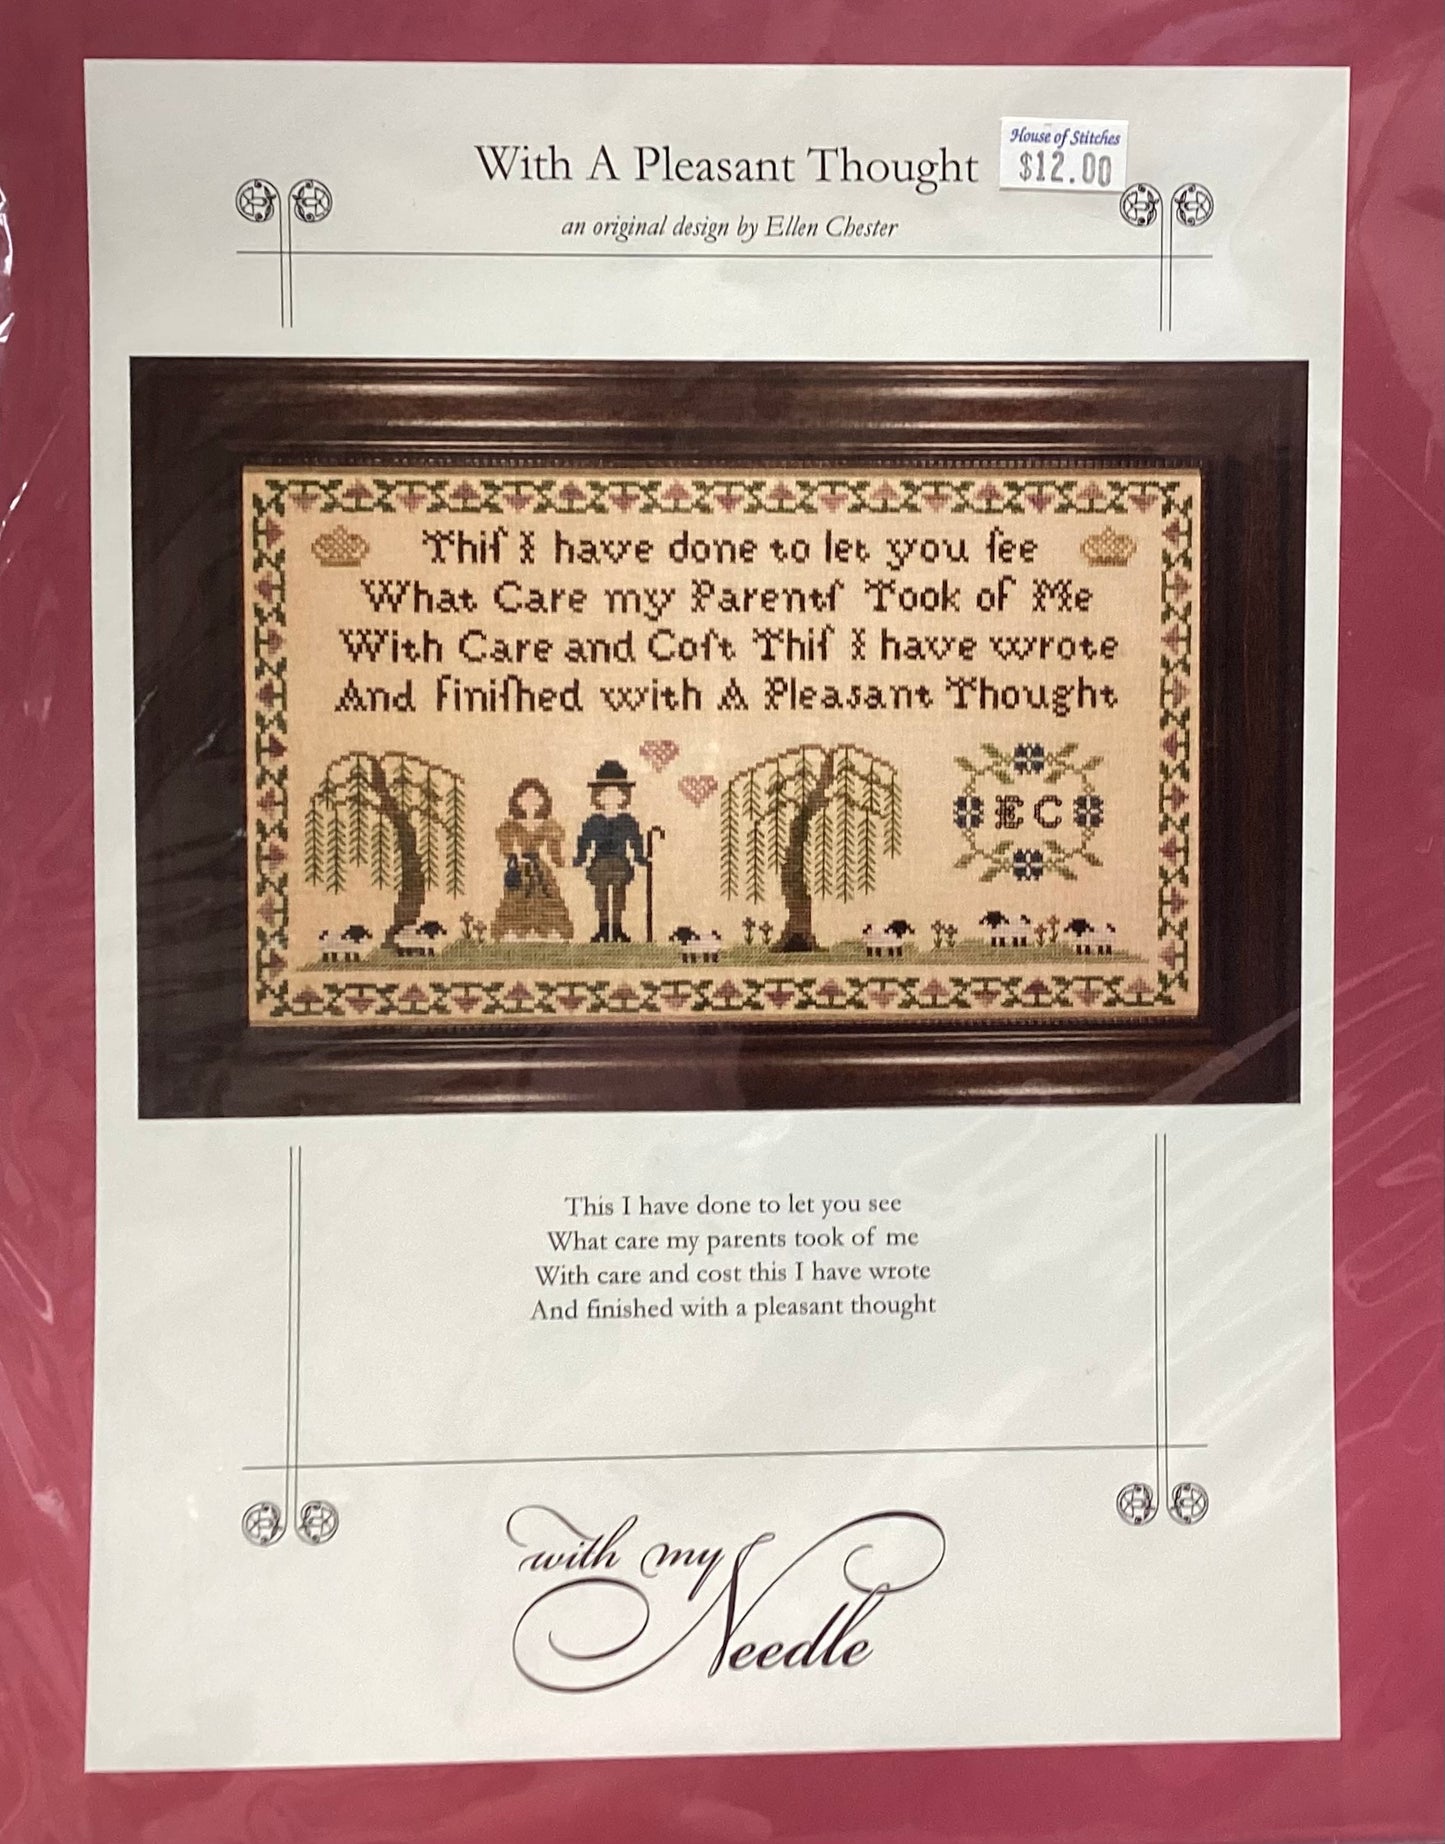 House of Stitches
$12.00
With A Pleasant Thought
an original design by Ellen Chester
Thiſ I have done to let you ſee
What Care my Parentſ Took of Me
With Care and Coſt Thiſ I have wrote
And finiſhed with A Pleasant Thought
EC
This I have done to let you see
What care my parents took of me
With care and cost this I have wrote
And finished with a pleasant thought
with my
Needle